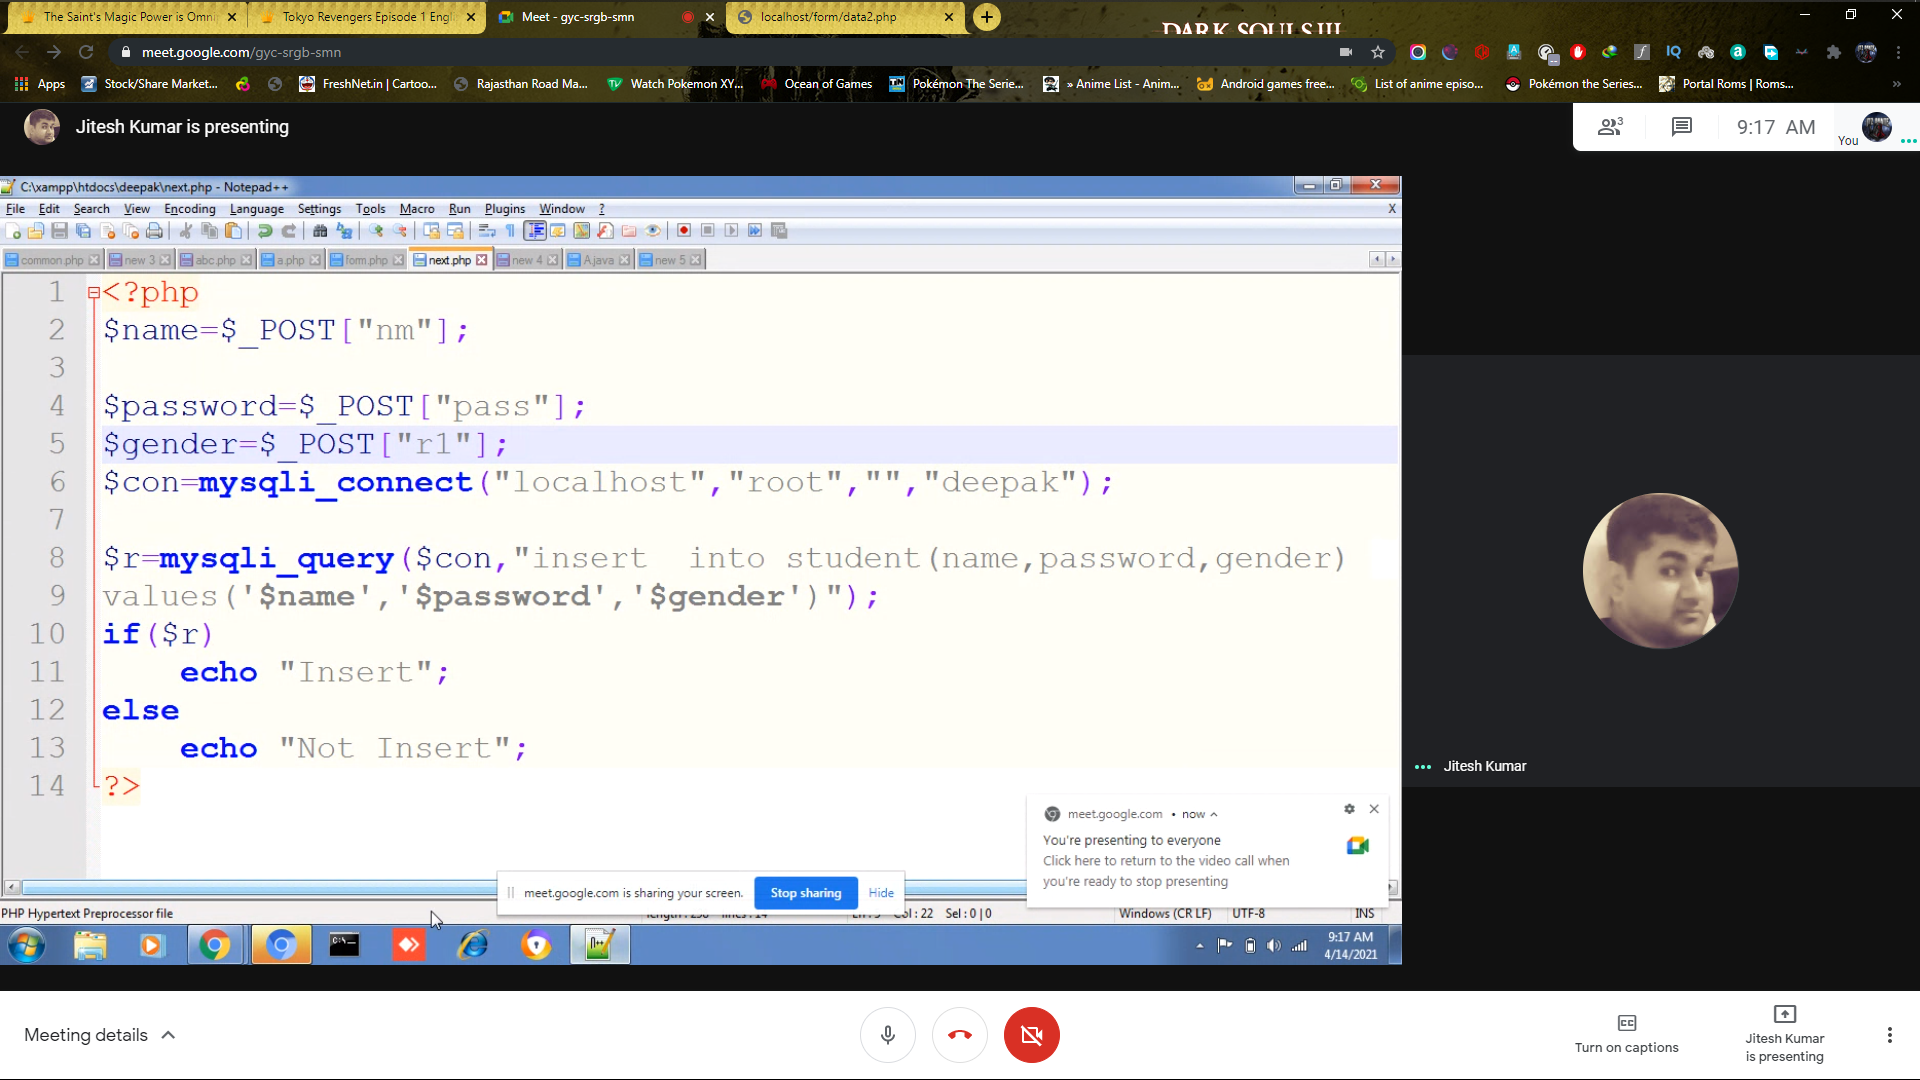 The Saint's Magic Power is Omni
Tokyo Revengers Episode 1 Engl
Meet - gyc-srgb-smn
localhost/form/data2.php
DARK SOULS III
meet.google.com/gyc-srgb-smn
IQ
Apps
Stock/Share Market...
FreshNet.in | Cartoo...
Rajasthan Road Ma...
Watch Pokemon XY...
Ocean of Games
Pokémon The Serie...
» Anime List - Anim...
Android games free...
List of anime episo...
Pokémon the Series...
Portal Roms | Roms...
»
Jitesh Kumar is presenting
3
9:17 AM
You
C:\xampp\htdocs\deepak\next.php - Notepad++
File Edit Search View Encoding Language Settings Tools Macro Run Plugins Window ?
X
common.php new 3 abc.php a.php form.php next.php new 4 A.java new 5
1 <?php
2 $name=$_POST["nm"];
3
4 $password=$_POST["pass"];
5 $gender=$_POST["r1"];
6 $con=mysqli_connect("localhost","root","","deepak");
7
8 $r=mysqli_query($con,"insert  into student(name,password,gender)
9 values('$name','$password','$gender')");
10 if($r)
11 echo "Insert";
12 else
13 echo "Not Insert";
14 ?>
meet.google.com • now
You're presenting to everyone
Click here to return to the video call when
you're ready to stop presenting
meet.google.com is sharing your screen.
Stop sharing
Hide
PHP Hypertext Preprocessor file
Col : 22 Sel : 0 | 0
Windows (CR LF)
UTF-8
INS
9:17 AM
4/14/2021
Jitesh Kumar
Meeting details
Turn on captions
Jitesh Kumar
is presenting